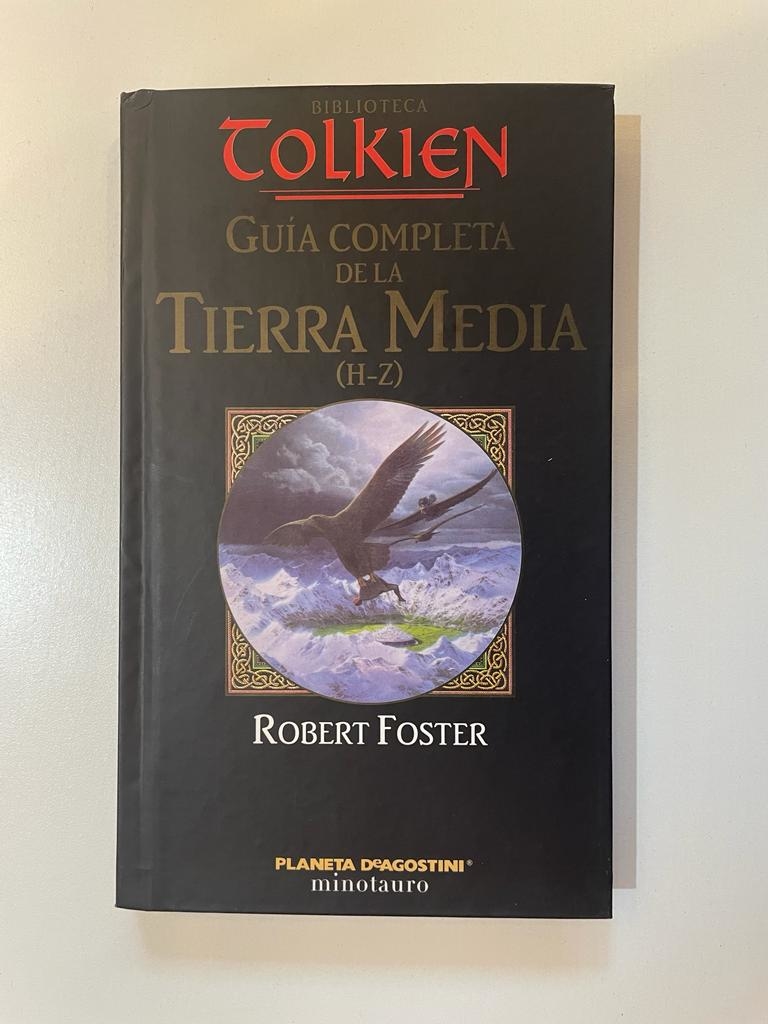 BIBLIOTECA
TOLKIEN
GUÍA COMPLETA
DE LA
TIERRA MEDIA
(H-Z)
ROBERT FOSTER
PLANETA DeAGOSTINI®
minotauro